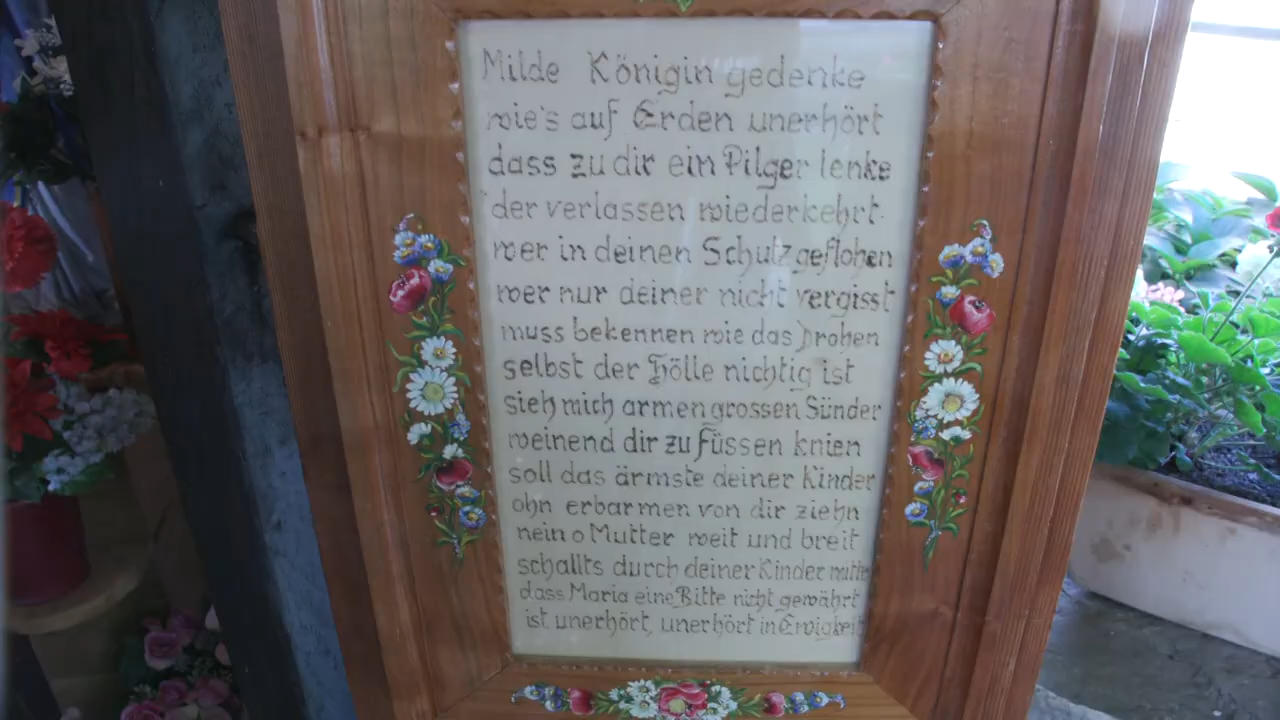 Milde Königin gedenke
wie's auf Erden unerhört
dass zu dir ein Pilger lenke
der verlassen wiederkehrt.
wer in deinen Schutz geflohen
wer nur deiner nicht vergisst
muss bekennen wie das Drohen
selbst der Hölle nichtig ist
sieh mich armen grossen Sünder
weinend dir zu Füssen knien
soll das ärmste deiner Kinder
ohn erbarmen von dir ziehn
nein o Mutter weit und breit
schallts durch deiner Kinder mitte
dass Maria eine Bitte nicht gewährt
ist unerhört, unerhört in Ewigkeit